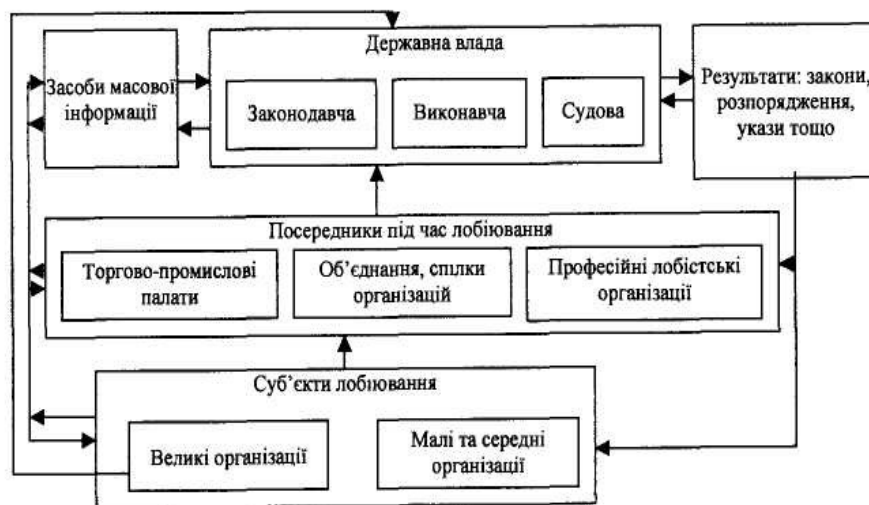 Державна влада
Засоби масової
інформації
Законодавча
Виконавча
Судова
Результати: закони,
розпорядження,
укази тощо
Посередники під час лобіювання
Торгово-промислові
палати
Об’єднання, спілки
організацій
Професійні лобістські
організації
Суб’єкти лобіювання
Великі організації
Малі та середні
організації